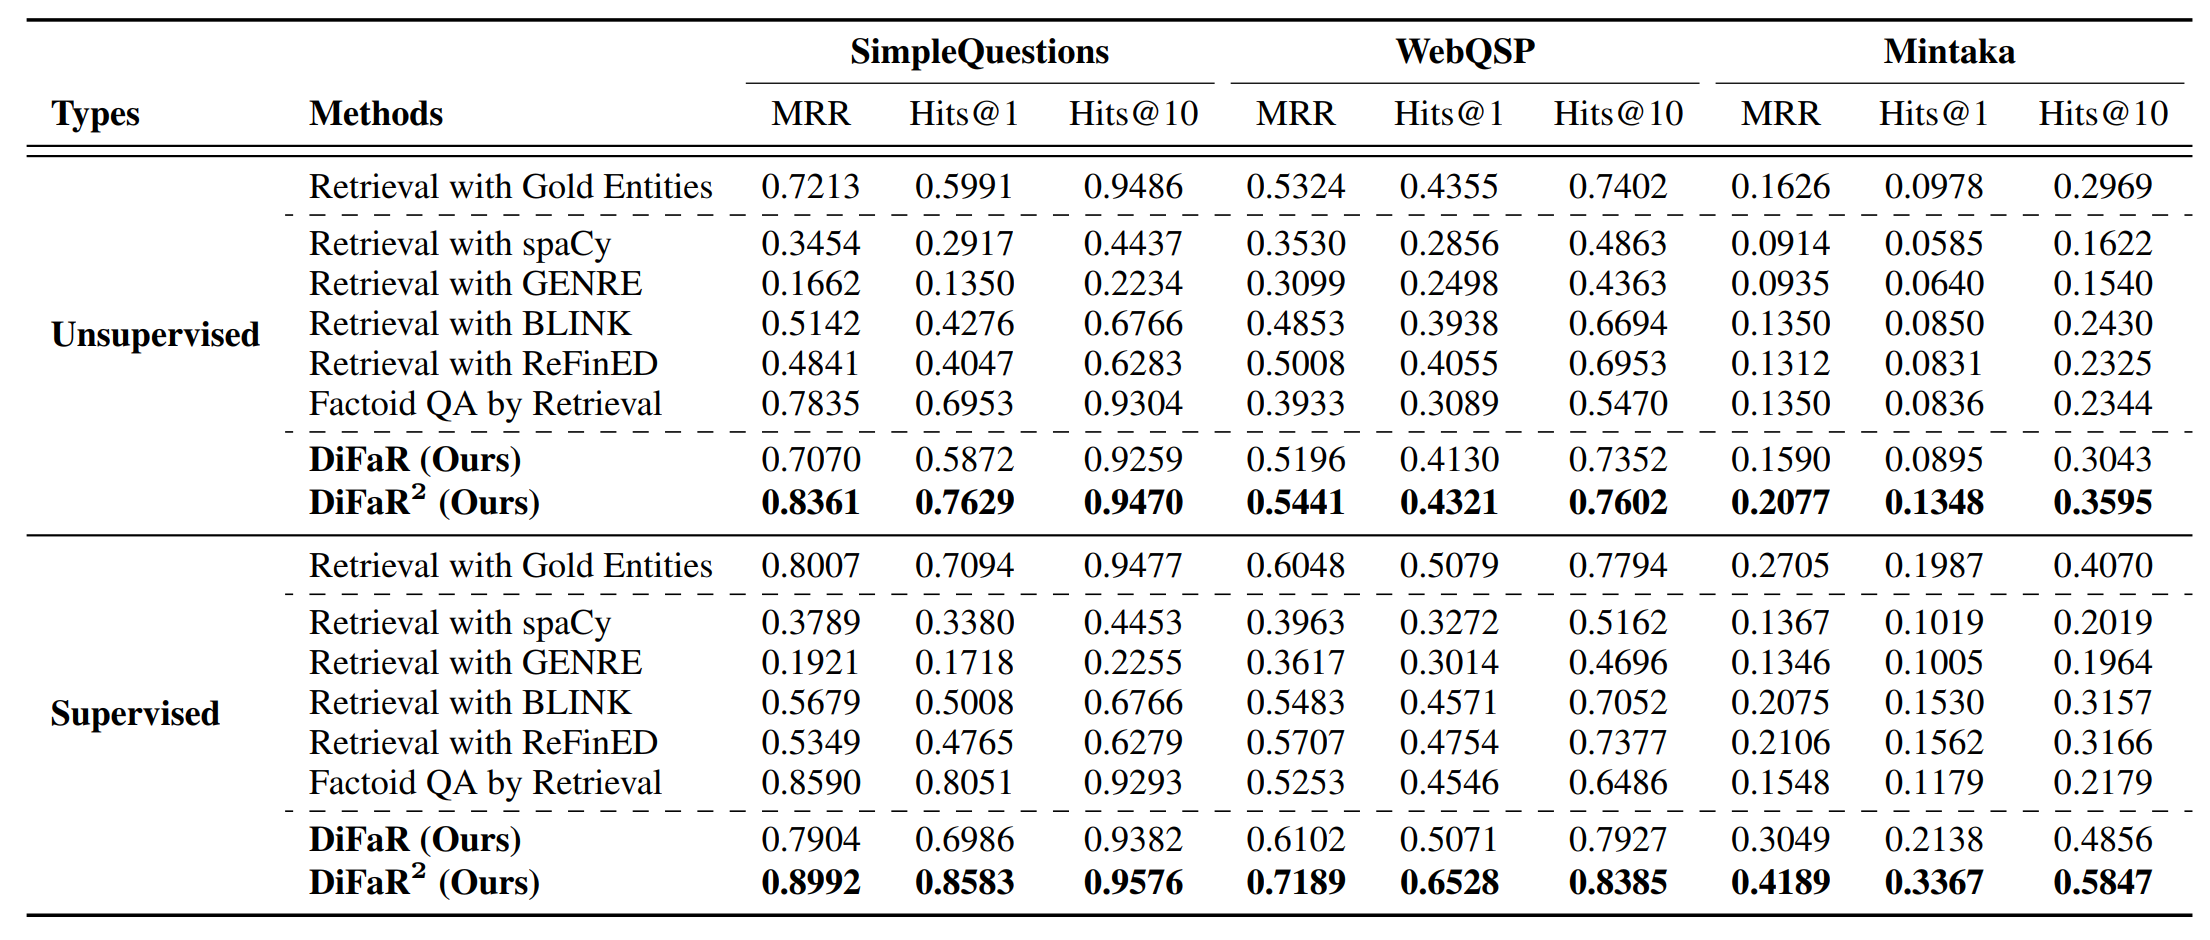 SimpleQuestions WebQSP Mintaka
Types Methods MRR Hits@1 Hits@10 MRR Hits@1 Hits@10 MRR Hits@1 Hits@10
Retrieval with Gold Entities 0.7213 0.5991 0.9486 0.5324 0.4355 0.7402 0.1626 0.0978 0.2969
Retrieval with spaCy 0.3454 0.2917 0.4437 0.3530 0.2856 0.4863 0.0914 0.0585 0.1622
Retrieval with GENRE 0.1662 0.1350 0.2234 0.3099 0.2498 0.4363 0.0935 0.0640 0.1540
Unsupervised Retrieval with BLINK 0.5142 0.4276 0.6766 0.4853 0.3938 0.6694 0.1350 0.0850 0.2430
Retrieval with ReFinED 0.4841 0.4047 0.6283 0.5008 0.4055 0.6953 0.1312 0.0831 0.2325
Factoid QA by Retrieval 0.7835 0.6953 0.9304 0.3933 0.3089 0.5470 0.1350 0.0836 0.2344
DiFaR (Ours) 0.7070 0.5872 0.9259 0.5196 0.4130 0.7352 0.1590 0.0895 0.3043
DiFaR² (Ours) 0.8361 0.7629 0.9470 0.5441 0.4321 0.7602 0.2077 0.1348 0.3595
Retrieval with Gold Entities 0.8007 0.7094 0.9477 0.6048 0.5079 0.7794 0.2705 0.1987 0.4070
Retrieval with spaCy 0.3789 0.3380 0.4453 0.3963 0.3272 0.5162 0.1367 0.1019 0.2019
Retrieval with GENRE 0.1921 0.1718 0.2255 0.3617 0.3014 0.4696 0.1346 0.1005 0.1964
Supervised Retrieval with BLINK 0.5679 0.5008 0.6766 0.5483 0.4571 0.7052 0.2075 0.1530 0.3157
Retrieval with ReFinED 0.5349 0.4765 0.6279 0.5707 0.4754 0.7377 0.2106 0.1562 0.3166
Factoid QA by Retrieval 0.8590 0.8051 0.9293 0.5253 0.4546 0.6486 0.1548 0.1179 0.2179
DiFaR (Ours) 0.7904 0.6986 0.9382 0.6102 0.5071 0.7927 0.3049 0.2138 0.4856
DiFaR² (Ours) 0.8992 0.8583 0.9576 0.7189 0.6528 0.8385 0.4189 0.3367 0.5847